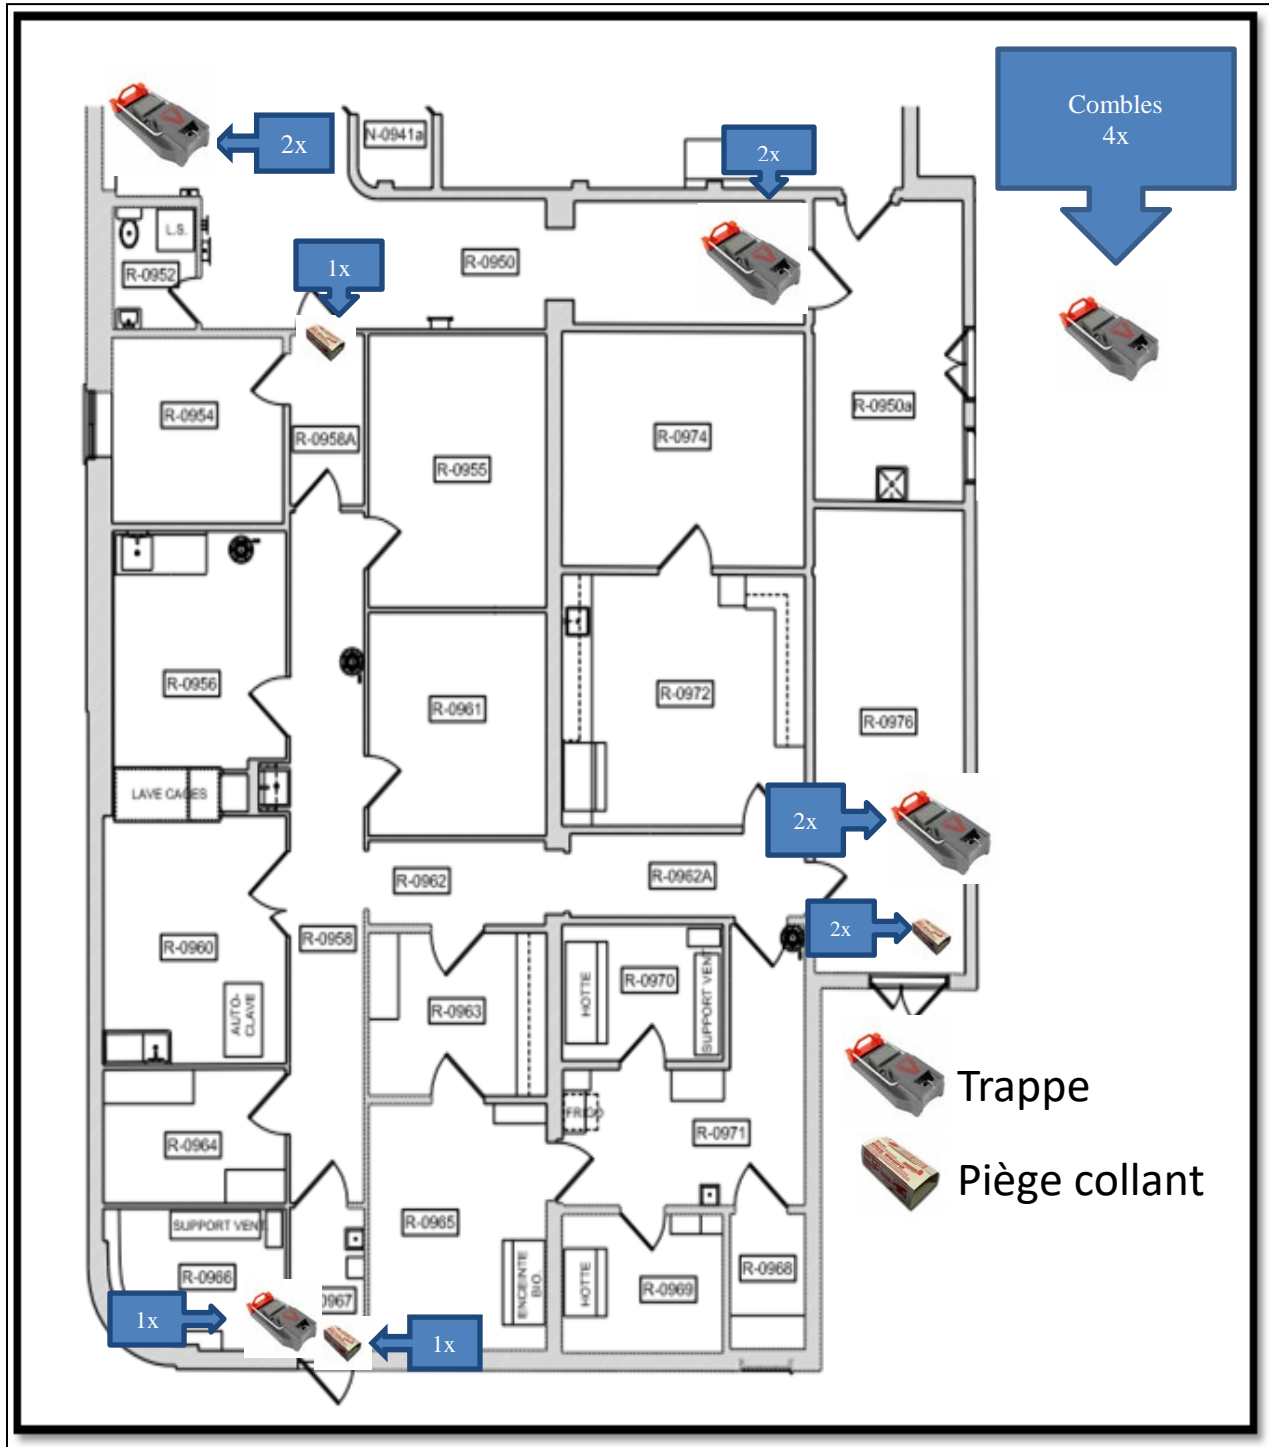 Combles
4x
2x
N-0941a
2x
L.S.
R-0952
1x
R-0950
R-0954
R-0958A
R-0955
R-0974
R-0950a
R-0956
R-0961
R-0972
R-0976
LAVE CAGES
2x
R-0962
R-0962A
R-0960
R-0958
2x
R-0963
HOTTE
R-0970
SUPPORT VENT
AUTO-
CLAVE
Trappe
FRIGO
R-0964
R-0971
Piège collant
SUPPORT VENT.
R-0965
R-0966
ENCEINTE
BIO.
HOTTE
R-0969
R-0968
0967
1x
1x